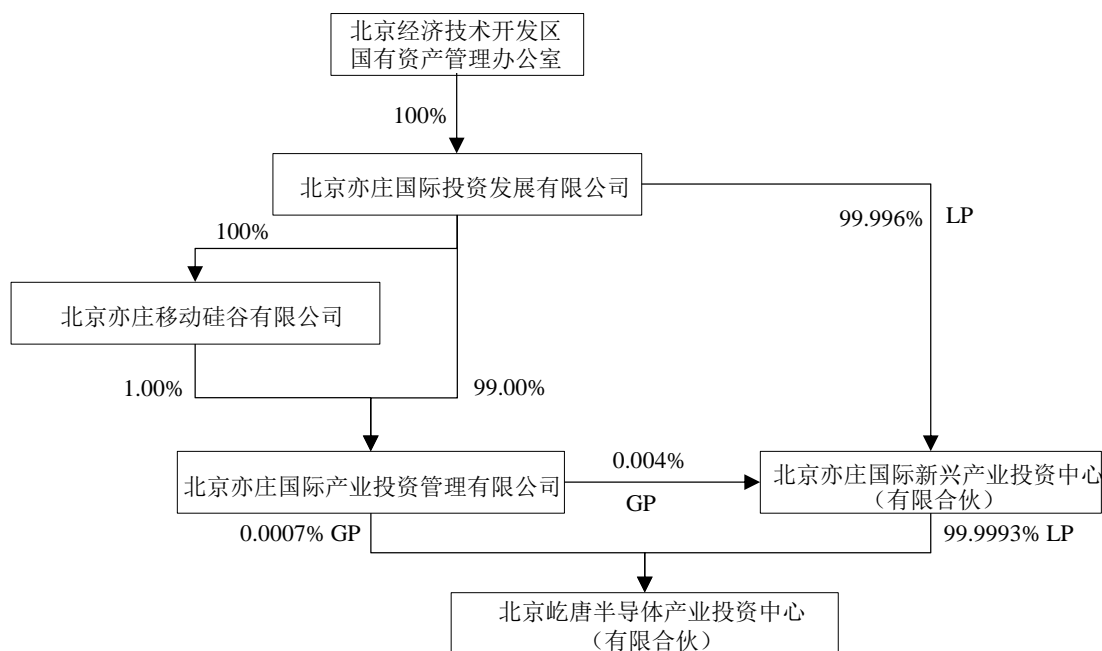 北京经济技术开发区
国有资产管理办公室
100%
北京亦庄国际投资发展有限公司
100%
99.996%
LP
北京亦庄移动硅谷有限公司
1.00%
99.00%
北京亦庄国际产业投资管理有限公司
0.004%
GP
北京亦庄国际新兴产业投资中心
（有限合伙）
0.0007% GP
99.9993% LP
北京屹唐半导体产业投资中心
（有限合伙）